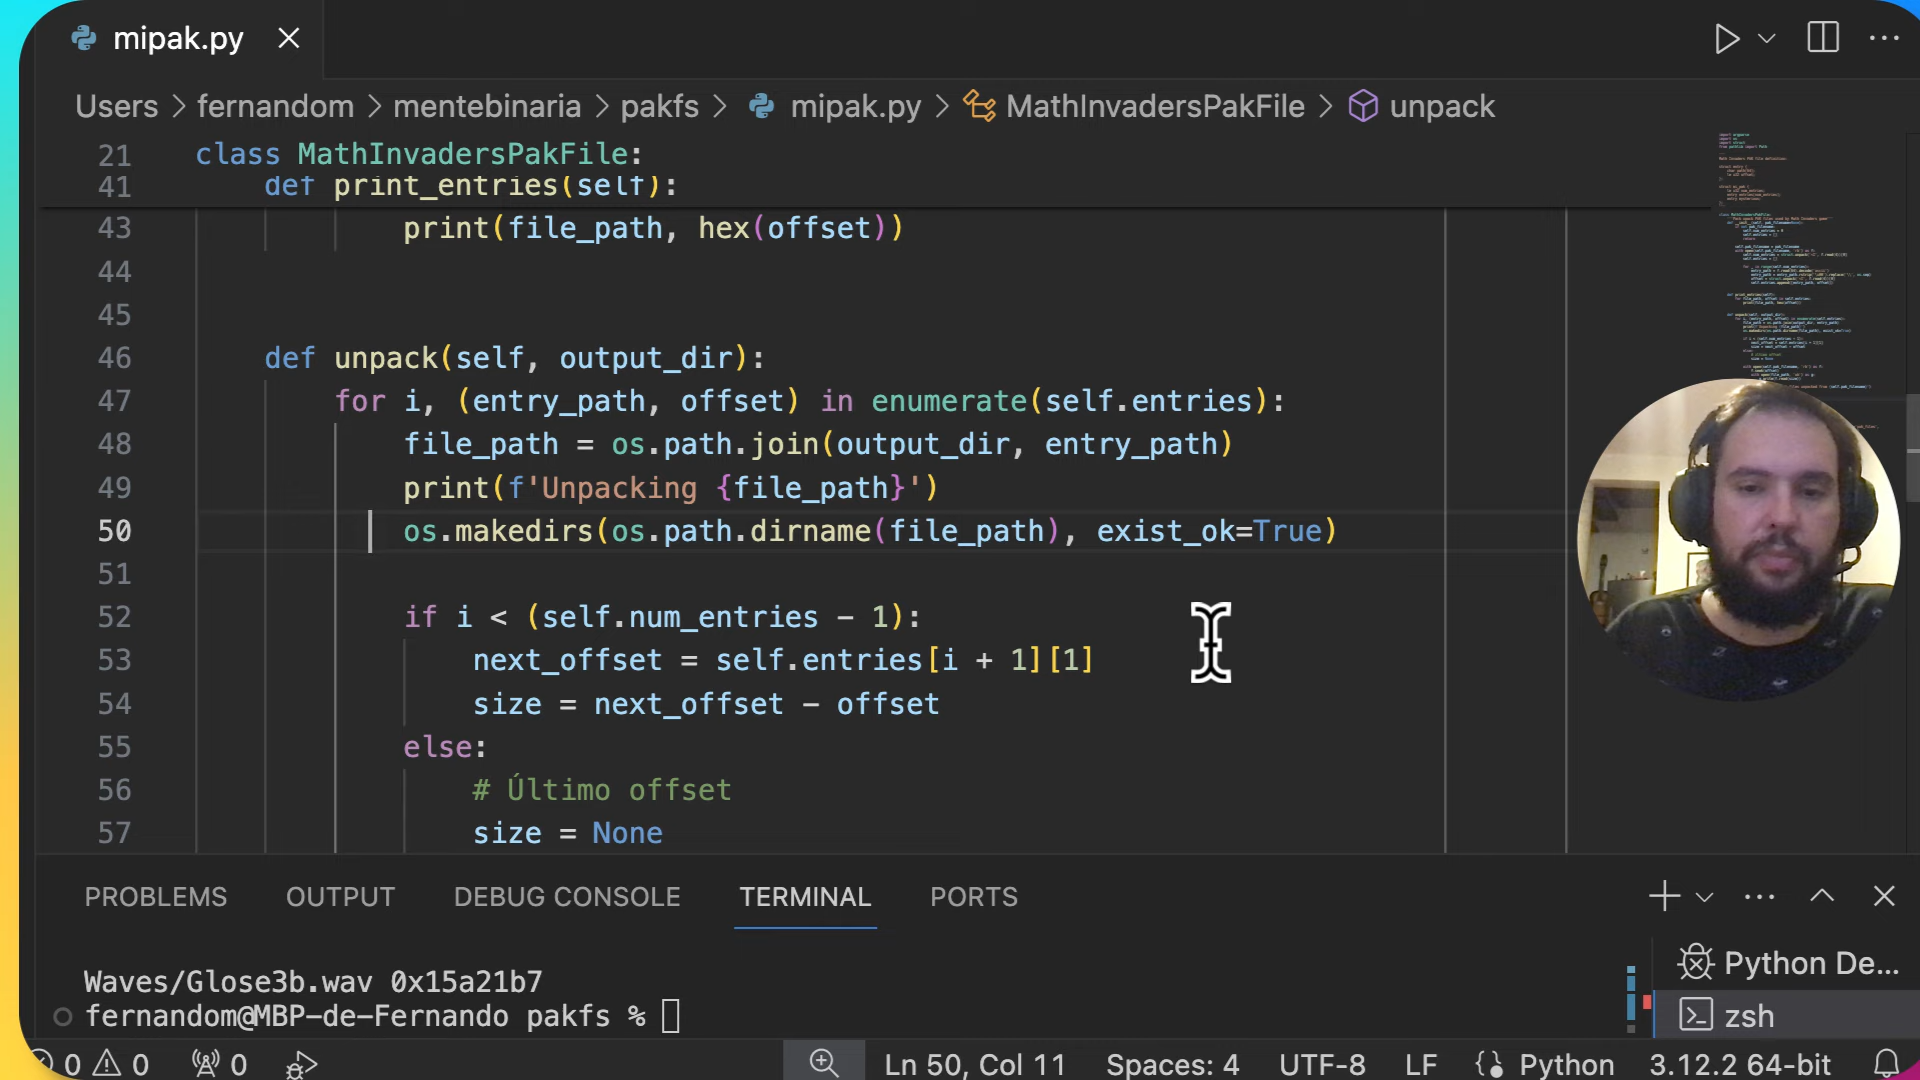 mipak.py
Users > fernandom > mentebinaria > pakfs > mipak.py > MathInvadersPakFile > unpack
21 class MathInvadersPakFile:
41 def print_entries(self):
43 print(file_path, hex(offset))
44
45
46 def unpack(self, output_dir):
47 for i, (entry_path, offset) in enumerate(self.entries):
48 file_path = os.path.join(output_dir, entry_path)
49 print(f'Unpacking {file_path}')
50 os.makedirs(os.path.dirname(file_path), exist_ok=True)
51
52 if i < (self.num_entries - 1):
53 next_offset = self.entries[i + 1][1]
54 size = next_offset - offset
55 else:
56 # Último offset
57 size = None
PROBLEMS OUTPUT DEBUG CONSOLE TERMINAL PORTS
Waves/Glose3b.wav 0x15a21b7
fernandom@MBP-de-Fernando pakfs %
Python De...
zsh
0 0 0 Ln 50, Col 11 Spaces: 4 UTF-8 LF Python 3.12.2 64-bit